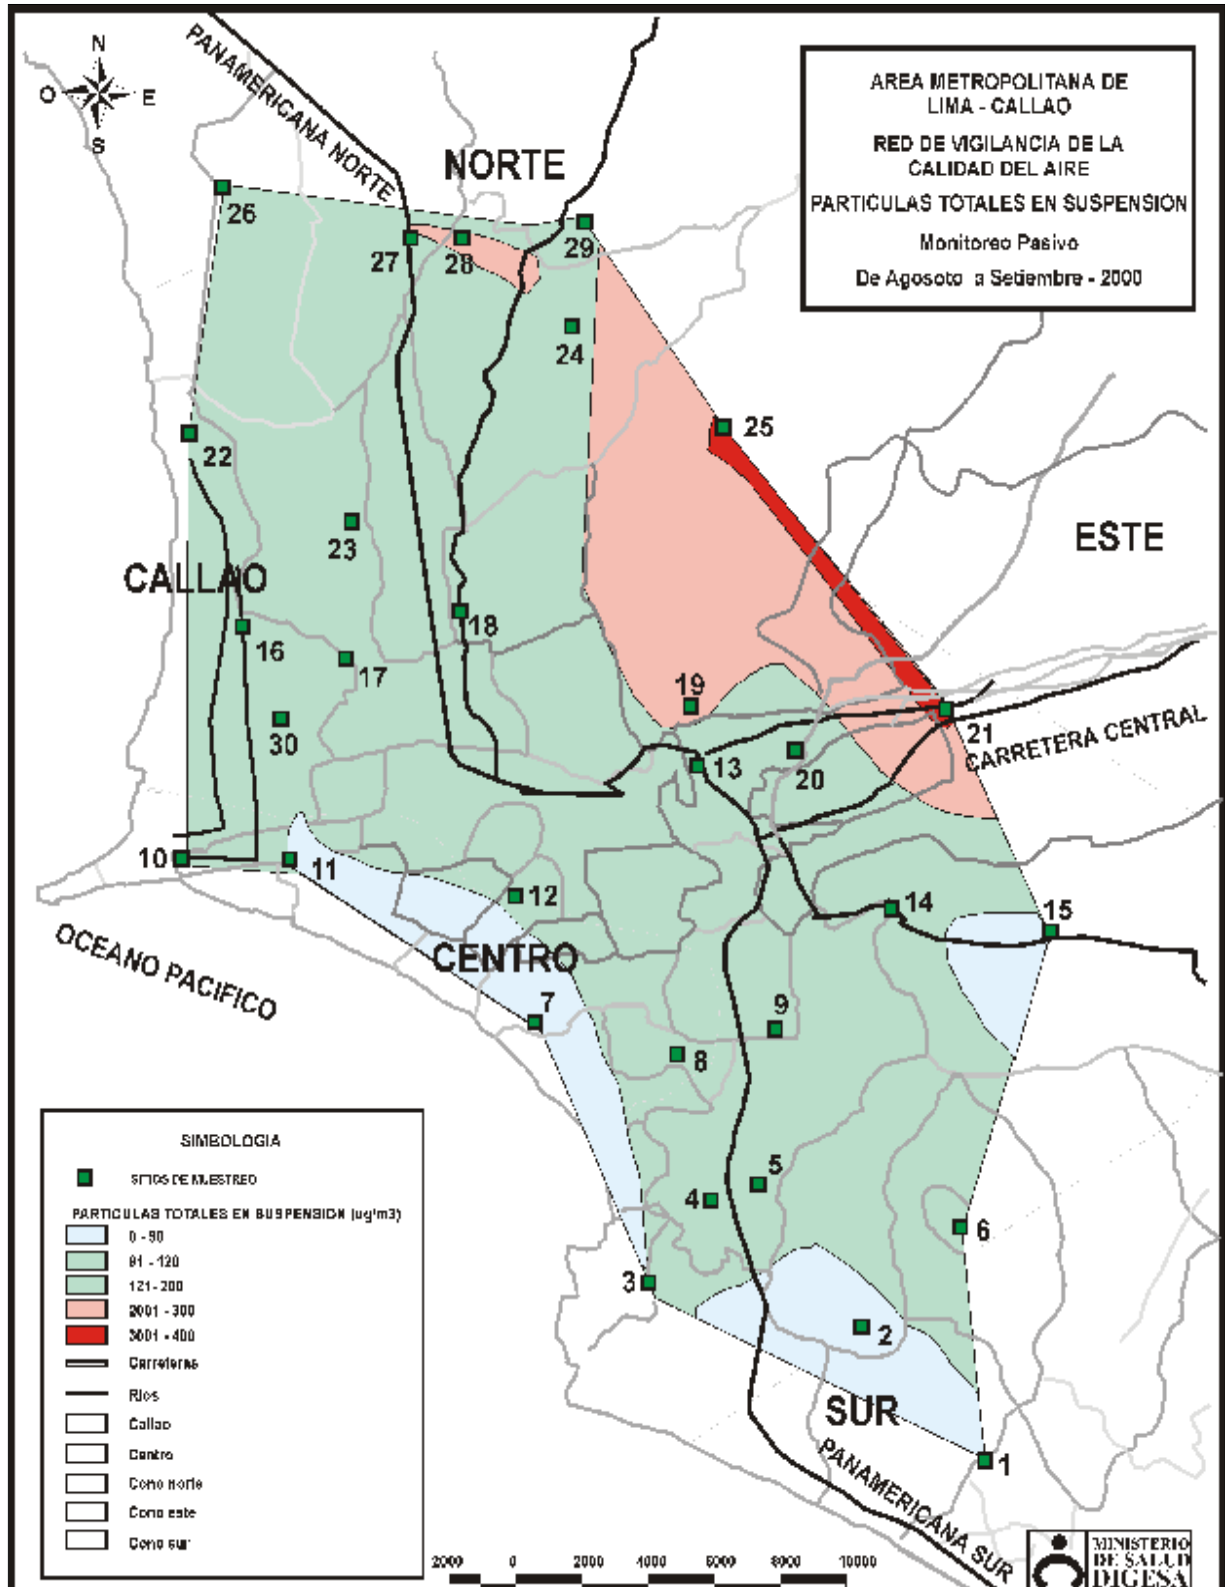 N
O
E
S
PANAMERICANA NORTE
NORTE
AREA METROPOLITANA DE
LIMA - CALLAO
RED DE VIGILANCIA DE LA
CALIDAD DEL AIRE
PARTICULAS TOTALES EN SUSPENSION
Monitoreo Pasivo
De Agosoto a Setiembre - 2000
26
27
28
29
24
25
22
23
ESTE
CALLAO
16
18
17
19
30
21
CARRETERA CENTRAL
13
20
10
11
12
14
15
OCEANO PACIFICO
CENTRO
7
9
8
5
4
6
3
2
SUR
1
PANAMERICANA SUR
SIMBOLOGIA
SITIOS DE MUESTREO
PARTICULAS TOTALES EN SUSPENSION (ug/m3)
0 - 90
91 - 120
121 - 200
2001 - 300
3001 - 400
Carreteras
Rios
Callao
Centro
Cono norte
Cono este
Cono sur
2000 0 2000 4000 6000 8000 10000
MINISTERIO
DE SALUD
DIGESA